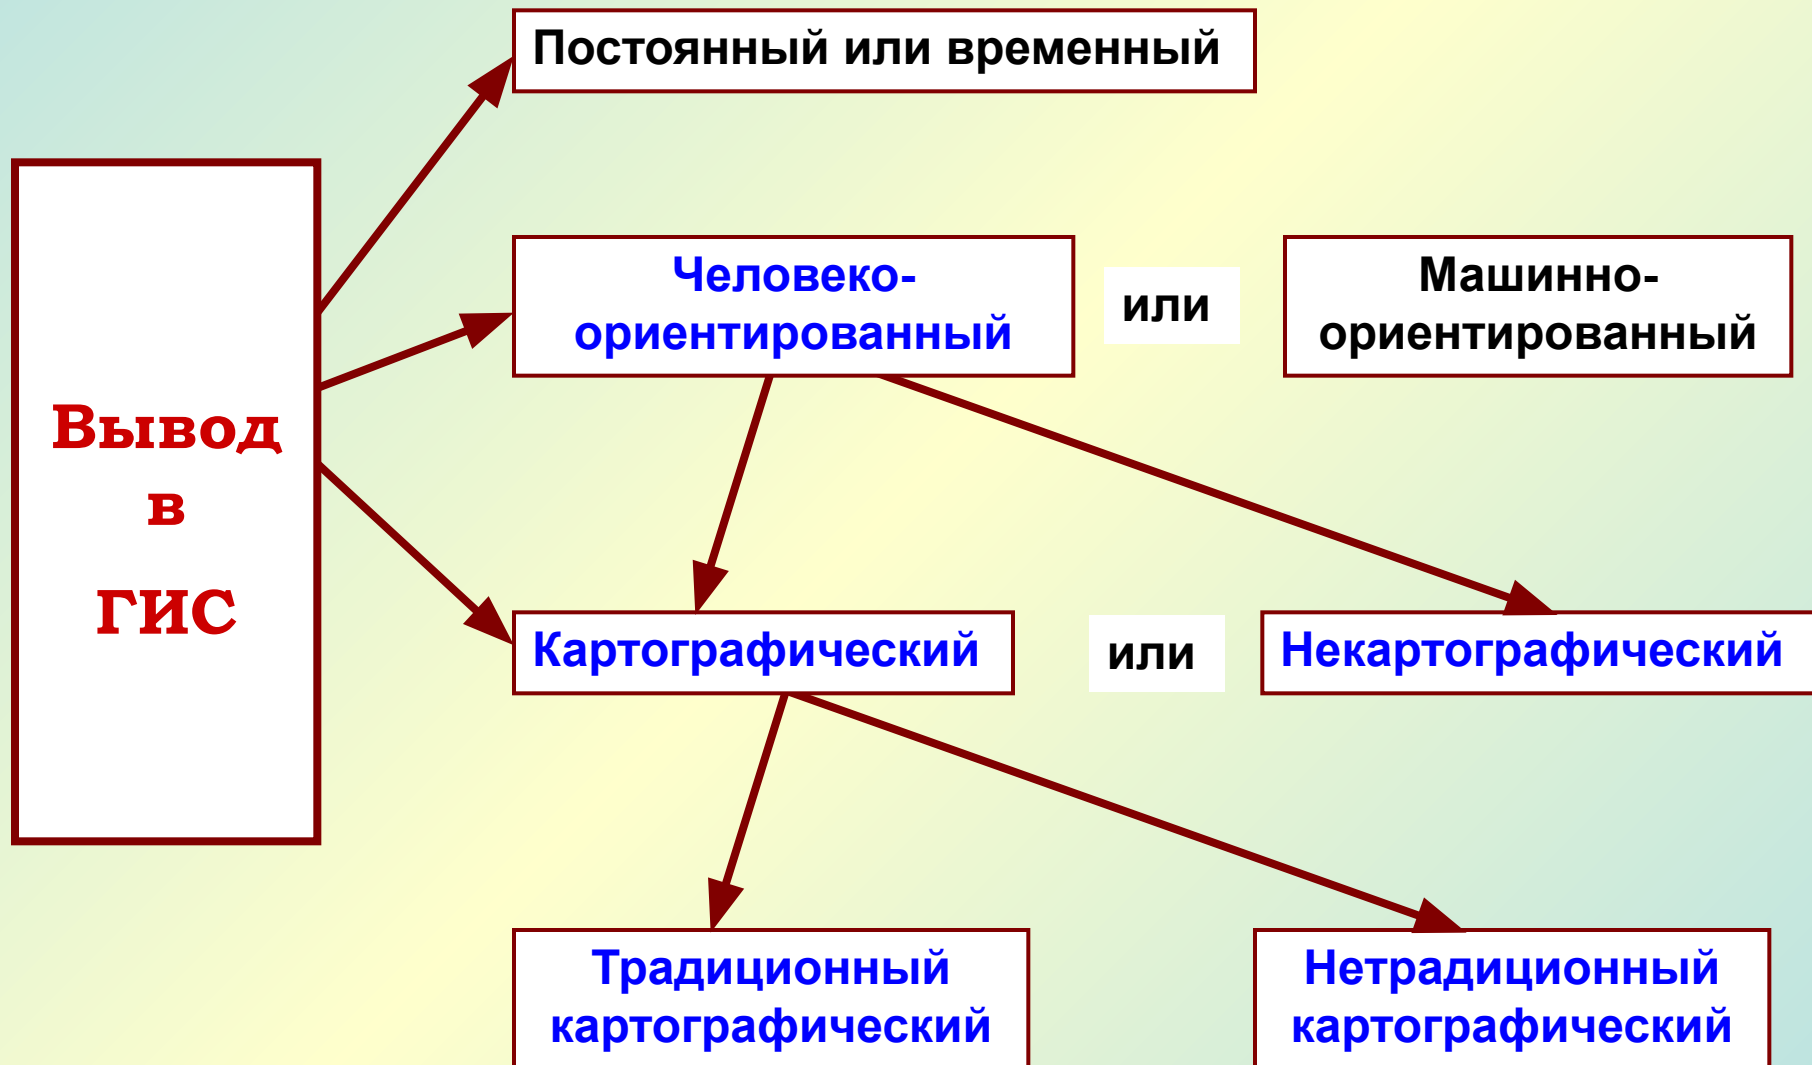 Постоянный или временный
Человеко-
ориентированный
или
Машинно-
ориентированный
Вывод
в
ГИС
Картографический
или
Некартографический
Традиционный
картографический
Нетрадиционный
картографический